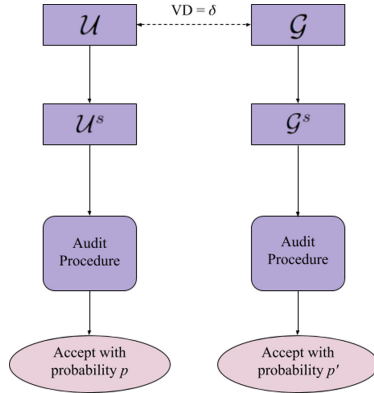 VD = δ
𝒰 𝒢
𝒰ˢ 𝒢ˢ
Audit
Procedure
Audit
Procedure
Accept with
probability p
Accept with
probability p′